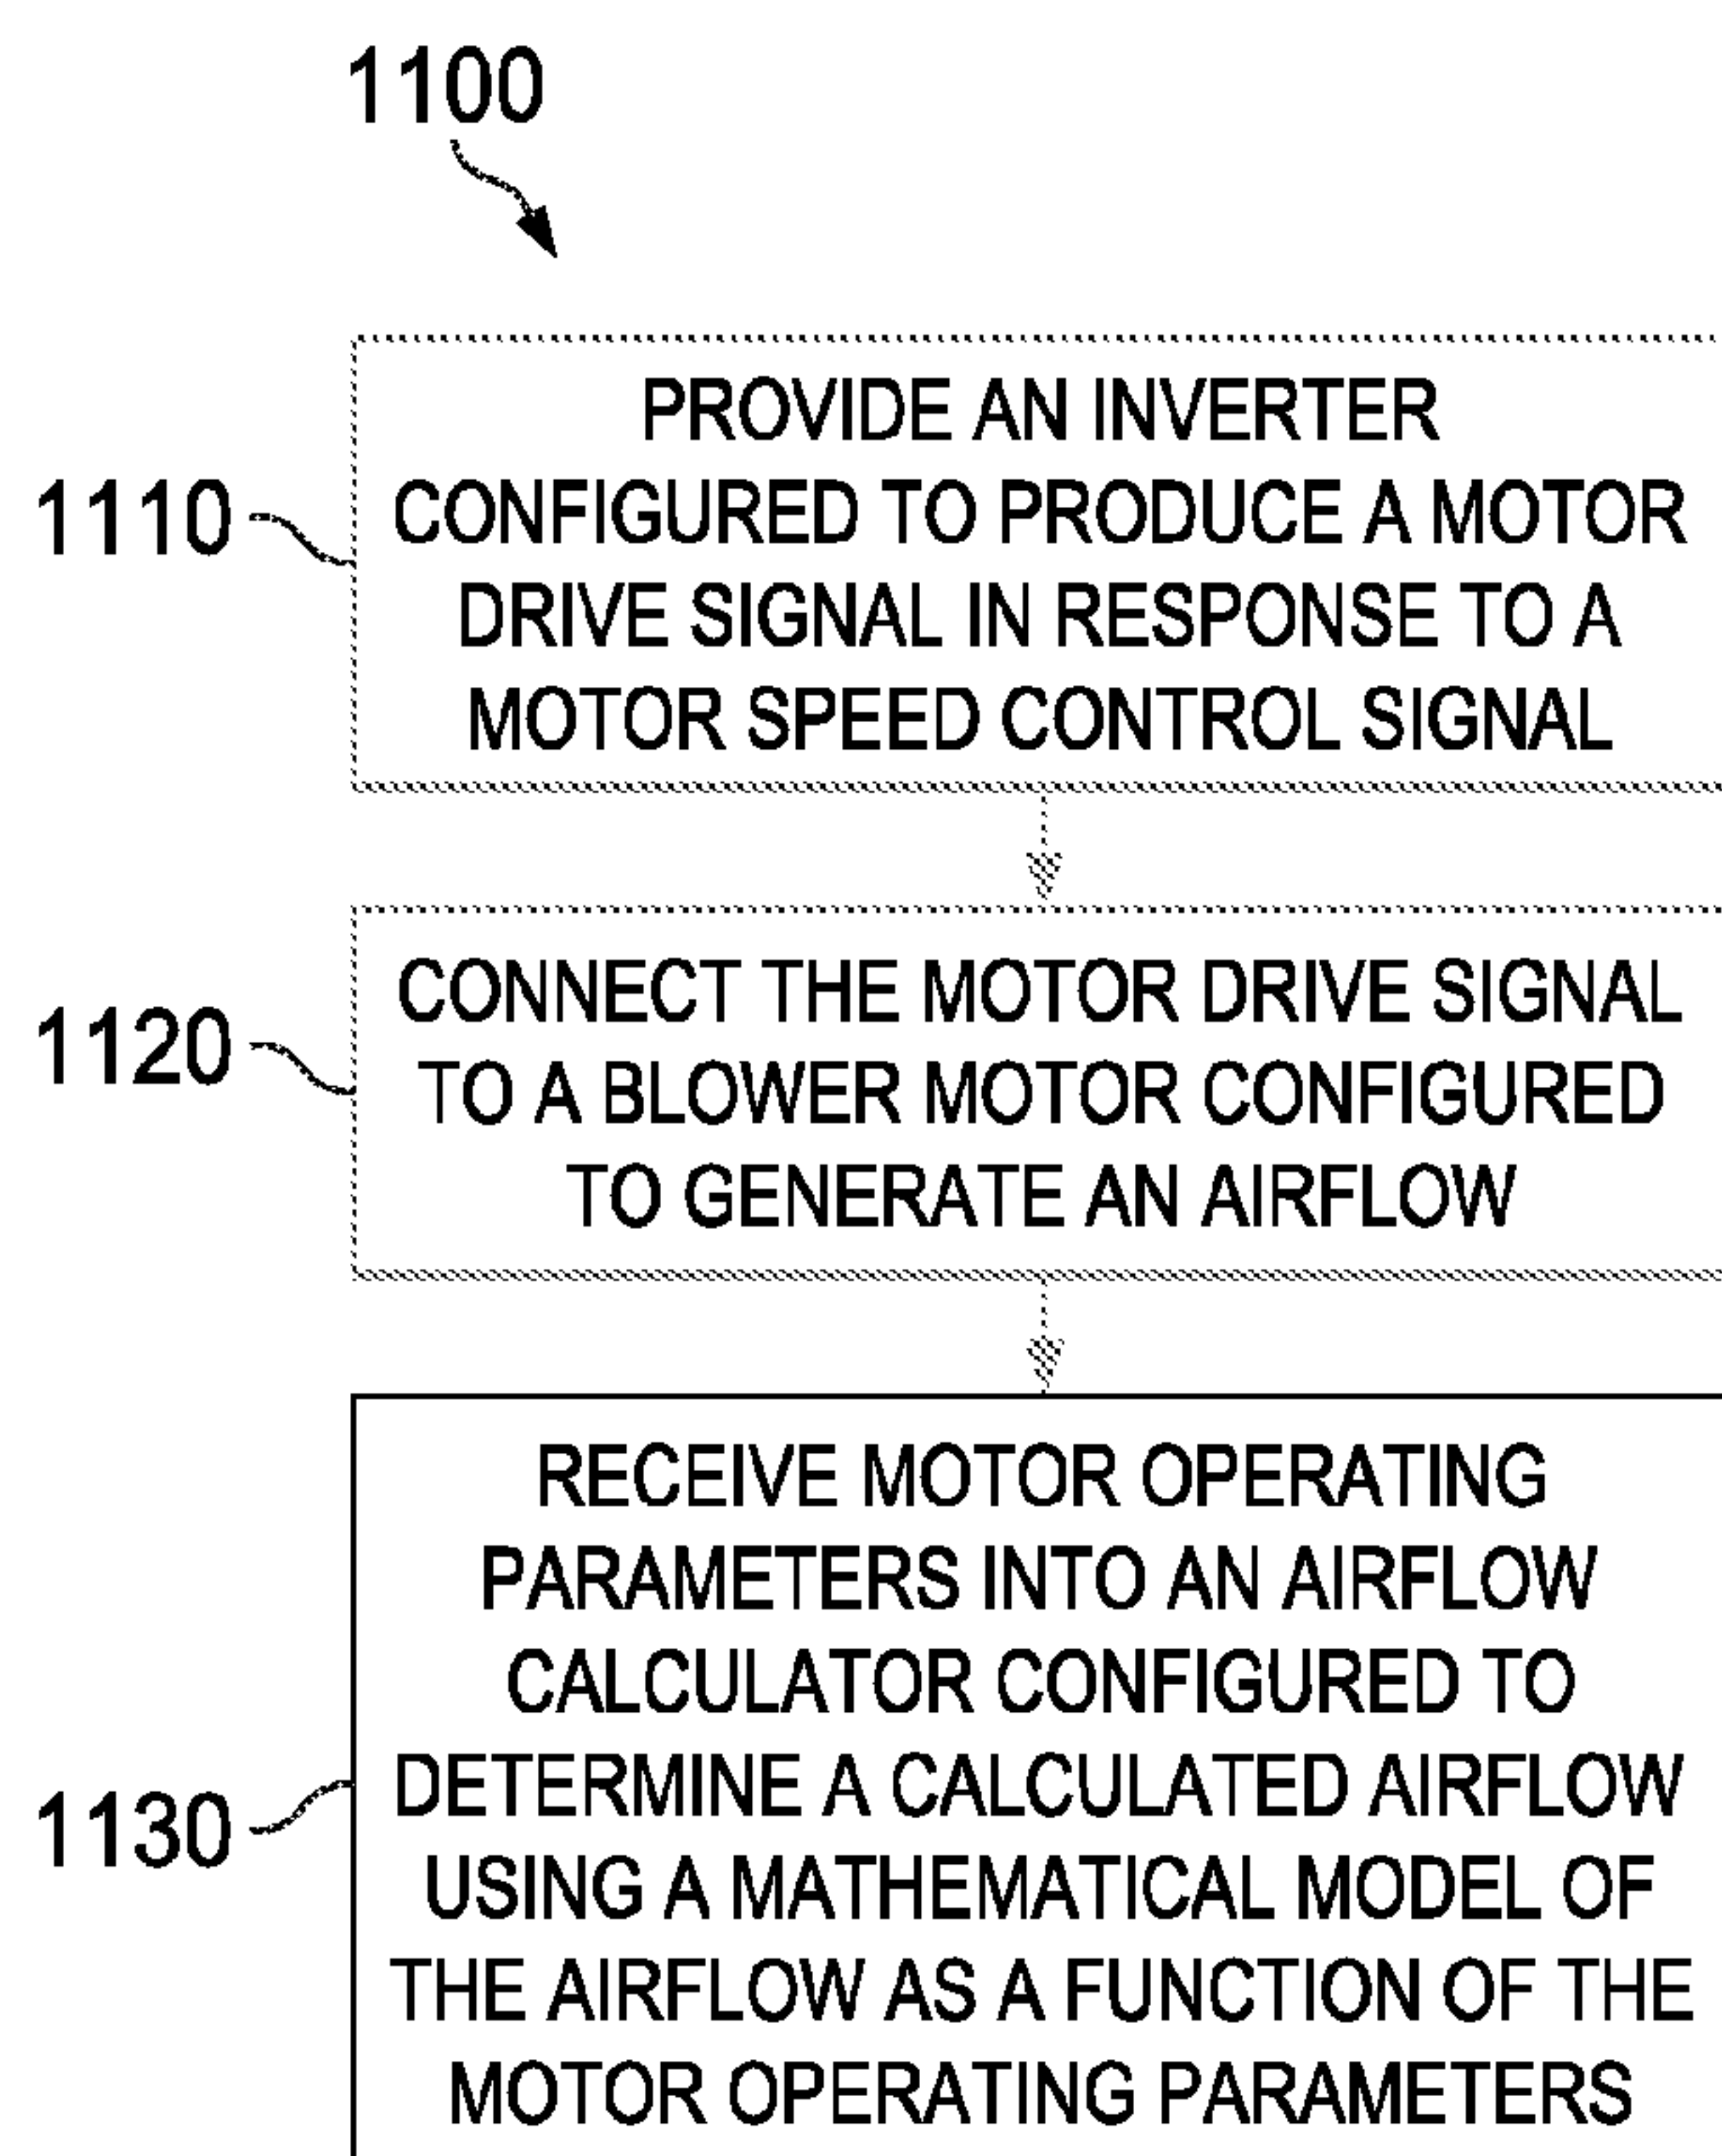 1100
1110
PROVIDE AN INVERTER
CONFIGURED TO PRODUCE A MOTOR
DRIVE SIGNAL IN RESPONSE TO A
MOTOR SPEED CONTROL SIGNAL
1120
CONNECT THE MOTOR DRIVE SIGNAL
TO A BLOWER MOTOR CONFIGURED
TO GENERATE AN AIRFLOW
1130
RECEIVE MOTOR OPERATING
PARAMETERS INTO AN AIRFLOW
CALCULATOR CONFIGURED TO
DETERMINE A CALCULATED AIRFLOW
USING A MATHEMATICAL MODEL OF
THE AIRFLOW AS A FUNCTION OF THE
MOTOR OPERATING PARAMETERS